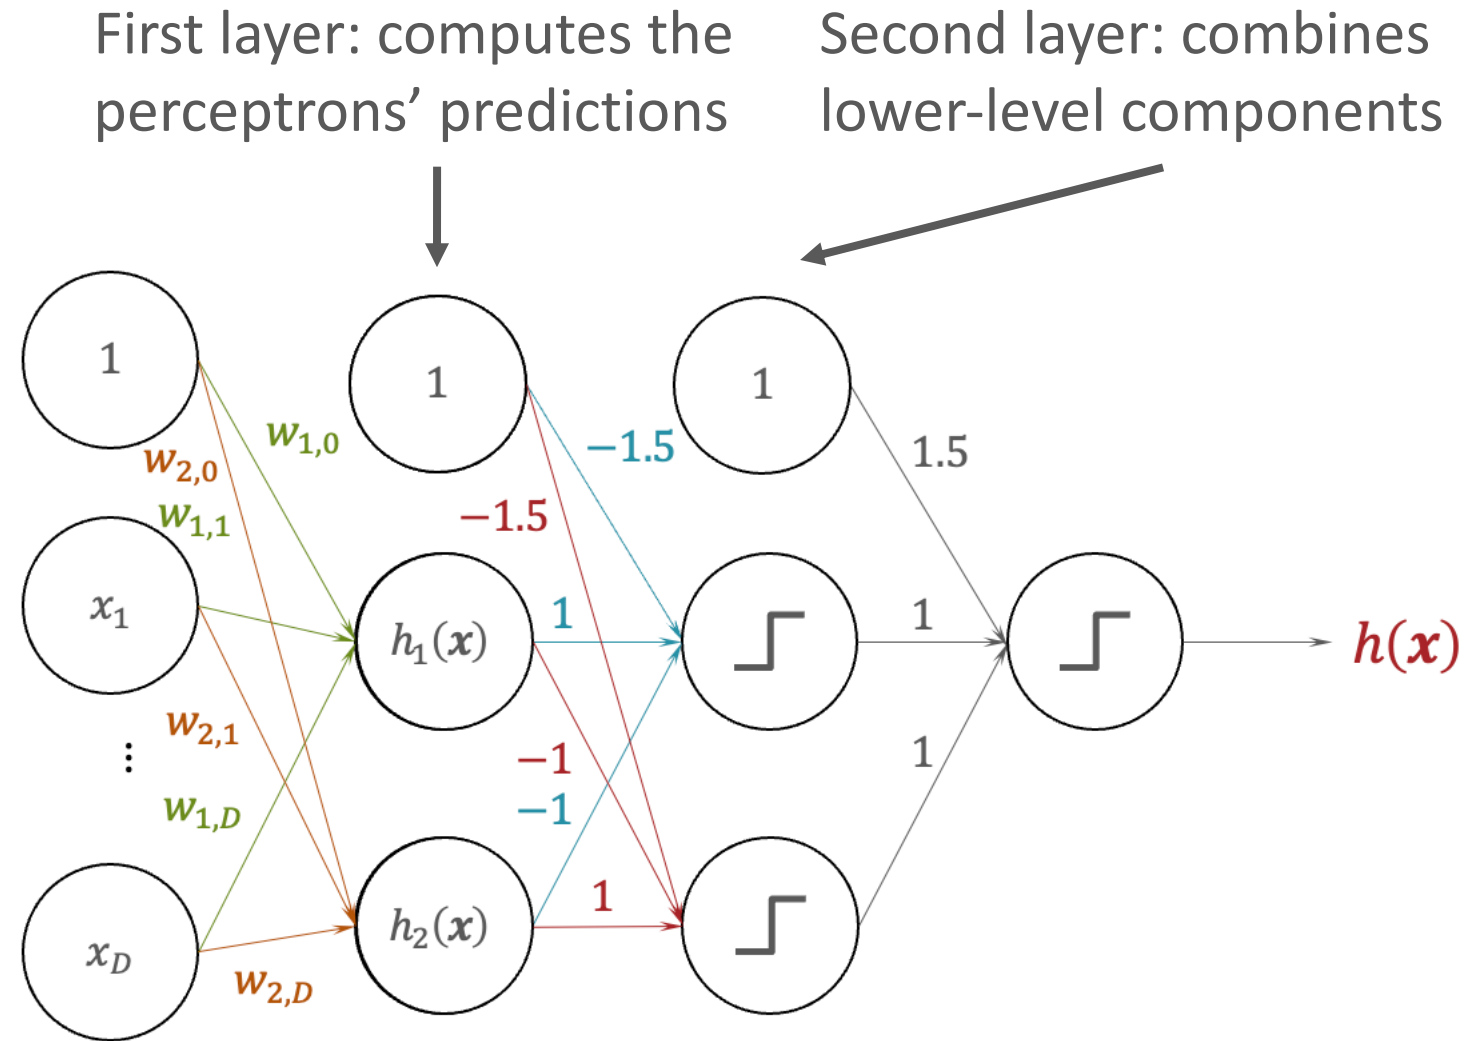 First layer: computes the
perceptrons’ predictions
Second layer: combines
lower-level components
1
1
1
w₁,₀
w₂,₀
−1.5
1.5
w₁,₁
−1.5
x₁
h₁(x)
1
1
h(x)
w₂,₁
⋮
−1
1
w₁,D
−1
x_D
h₂(x)
1
w₂,D